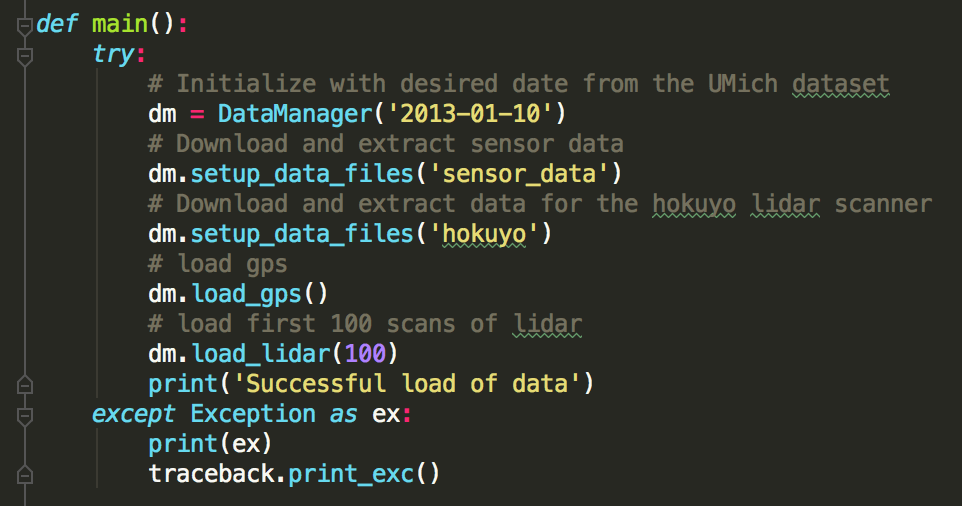 def main():
    try:
        # Initialize with desired date from the UMich dataset
        dm = DataManager('2013-01-10')
        # Download and extract sensor data
        dm.setup_data_files('sensor_data')
        # Download and extract data for the hokuyo lidar scanner
        dm.setup_data_files('hokuyo')
        # load gps
        dm.load_gps()
        # load first 100 scans of lidar
        dm.load_lidar(100)
        print('Successful load of data')
    except Exception as ex:
        print(ex)
        traceback.print_exc()